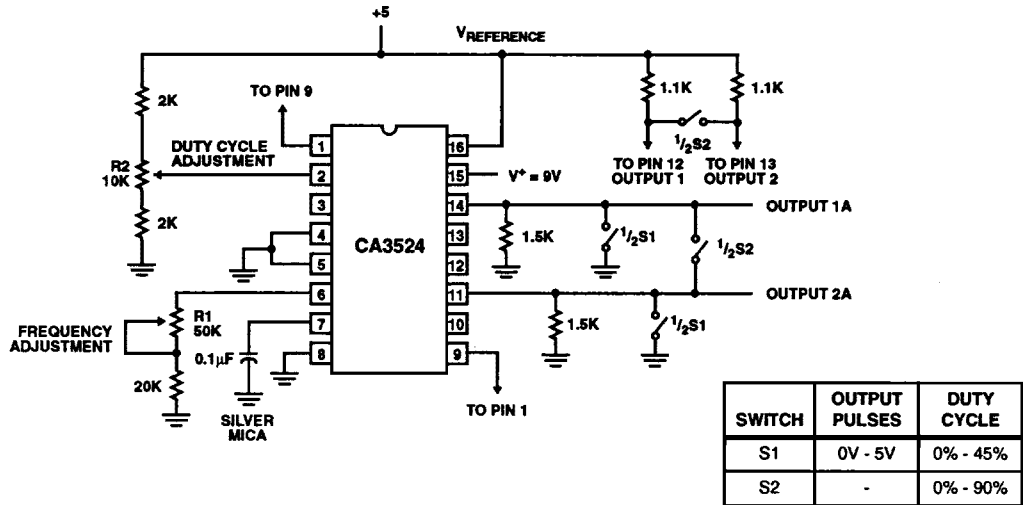 +5
VREFERENCE
2K
TO PIN 9
1.1K
1.1K
1/2S2
DUTY CYCLE
ADJUSTMENT
R2
10K
TO PIN 12
OUTPUT 1
TO PIN 13
OUTPUT 2
2K
1
2
3
4
5
6
7
8
CA3524
16
15
14
13
12
11
10
9
V+ = 9V
OUTPUT 1A
1.5K
1/2S1
1/2S2
OUTPUT 2A
1.5K
1/2S1
R1
50K
FREQUENCY
ADJUSTMENT
0.1µF
20K
SILVER
MICA
TO PIN 1
SWITCH OUTPUT PULSES DUTY CYCLE
S1 0V - 5V 0% - 45%
S2 - 0% - 90%